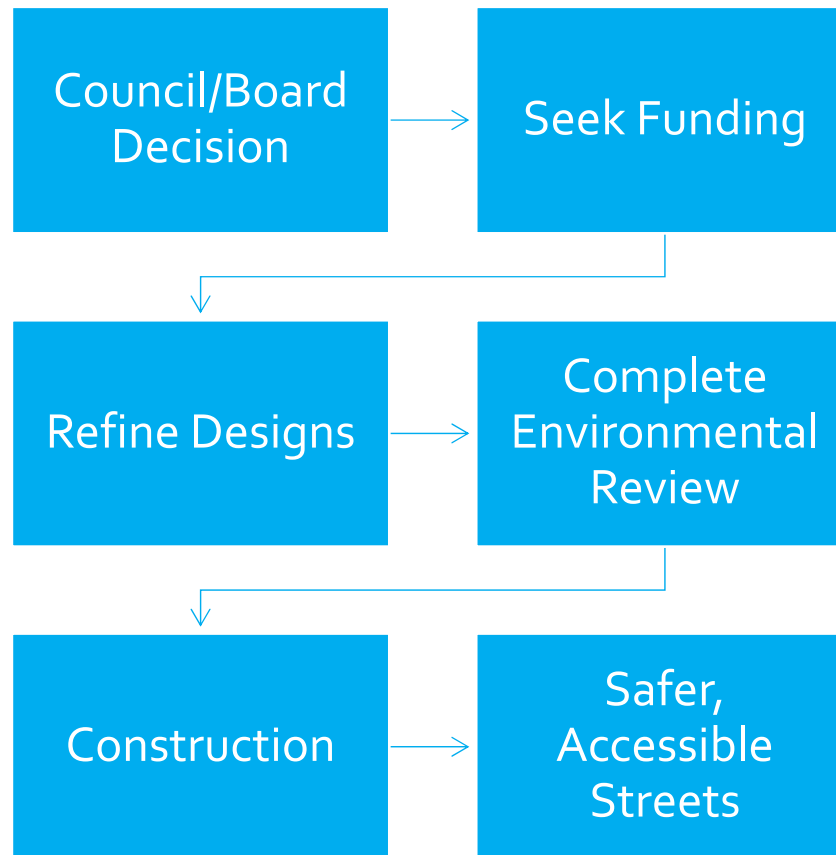 Council/Board
Decision
Seek Funding
Refine Designs
Complete
Environmental
Review
Construction
Safer,
Accessible
Streets